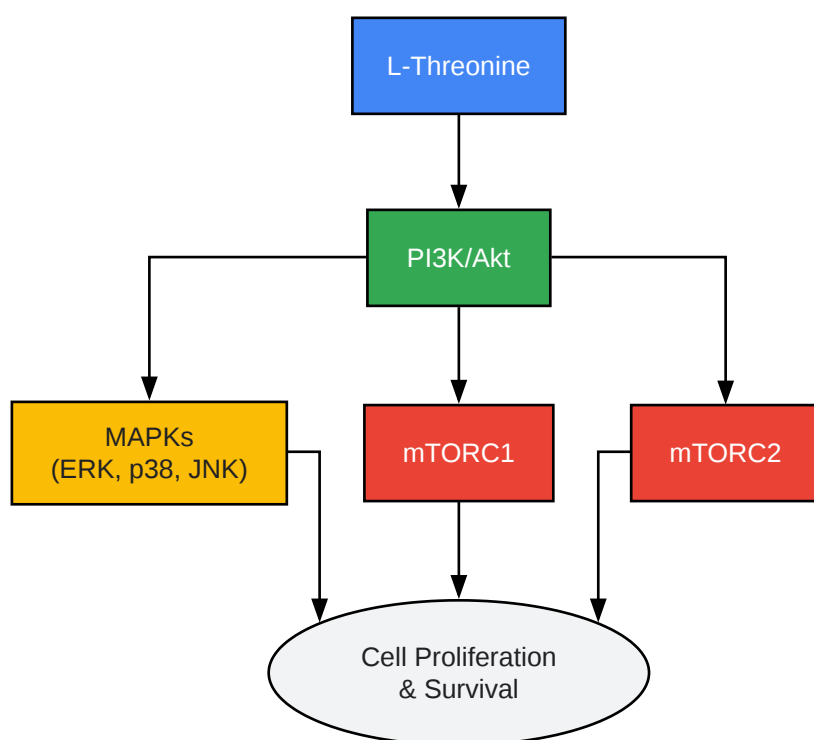 L-Threonine
PI3K/Akt
MAPKs
(ERK, p38, JNK)
mTORC1
mTORC2
Cell Proliferation
& Survival